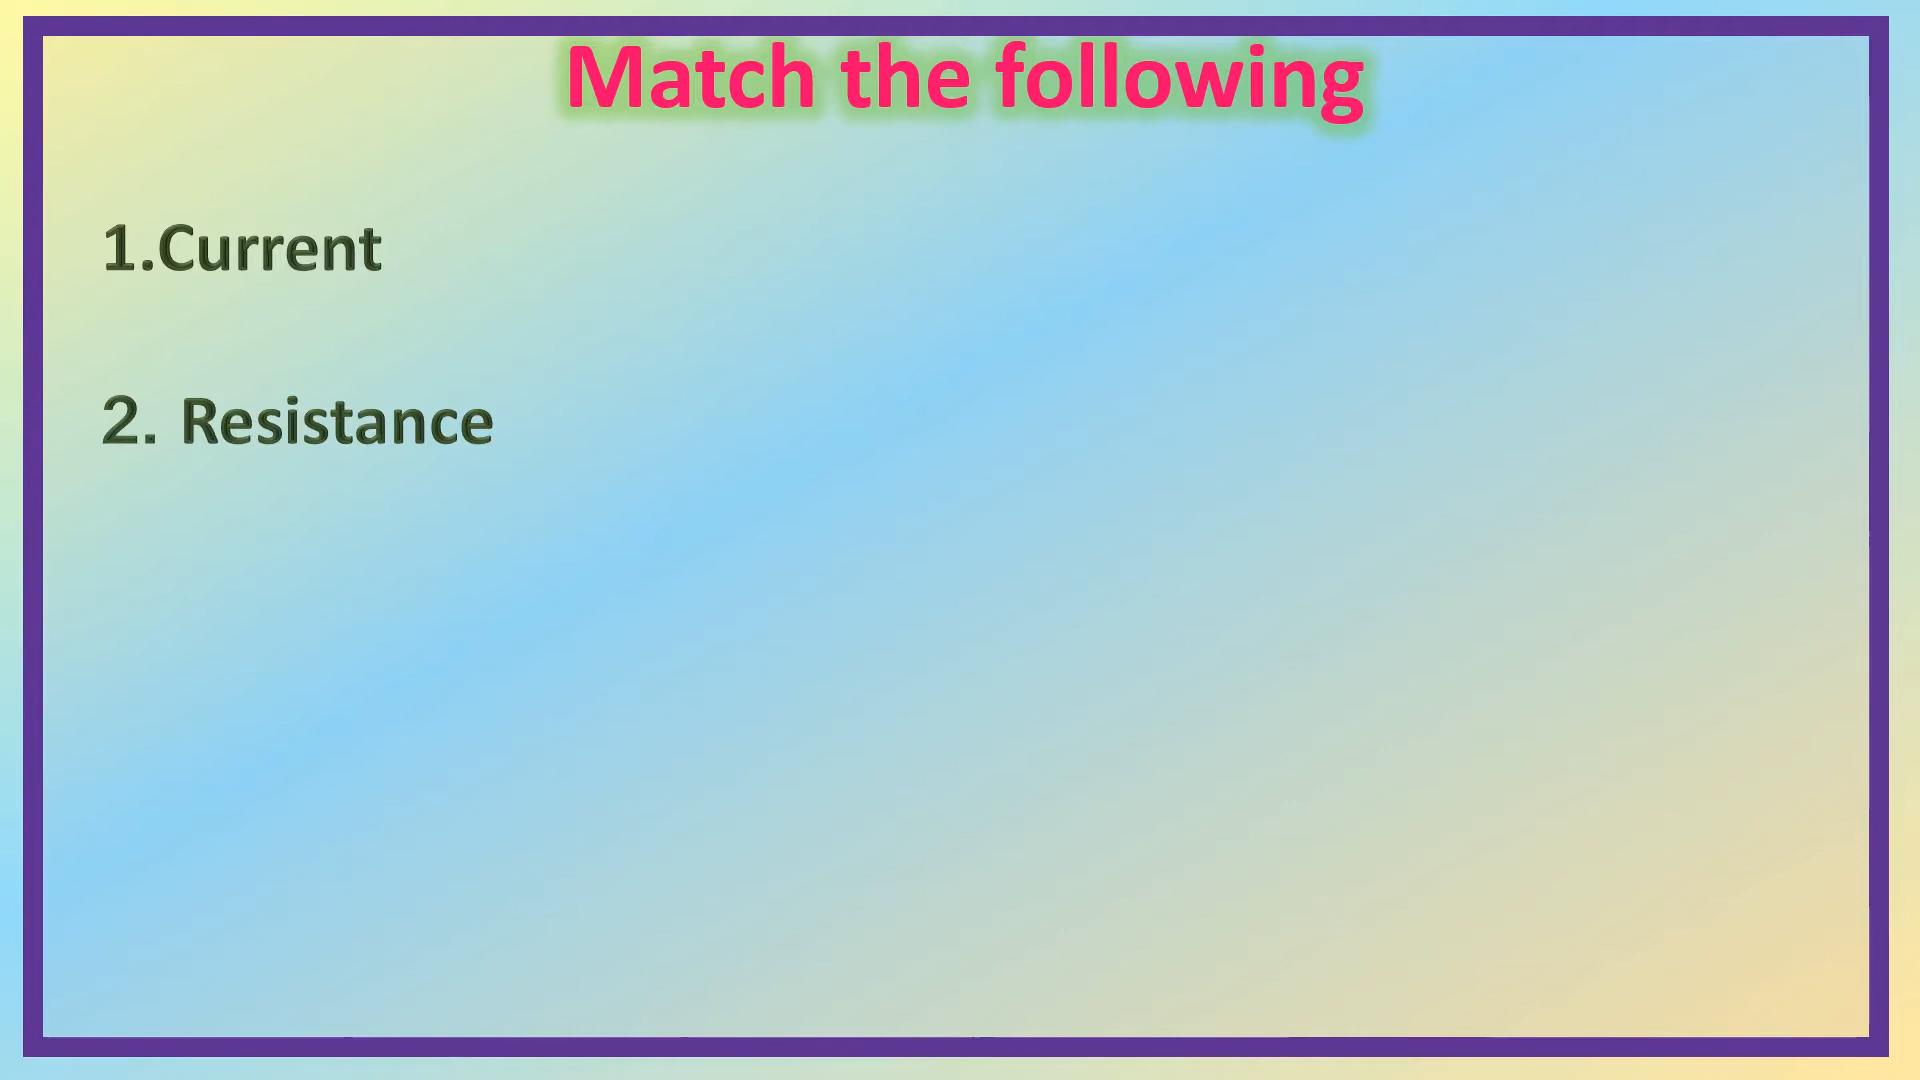 Match the following
1.Current
2. Resistance